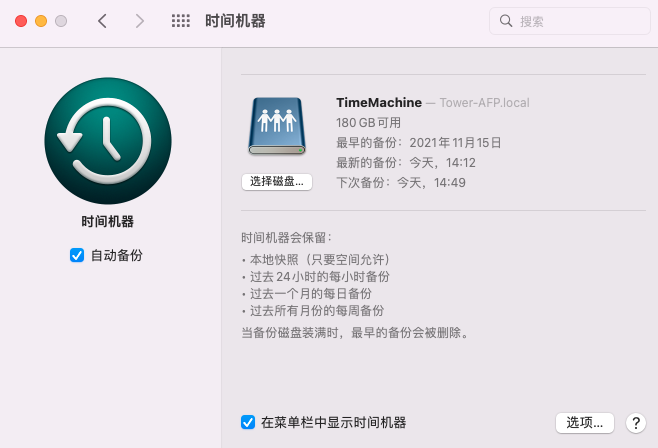 时间机器
搜索
TimeMachine — Tower-AFP.local
180 GB 可用
最早的备份：2021 年 11月15日
最新的备份：今天，14:12
下次备份：今天，14:49
选择磁盘...
时间机器
自动备份
时间机器会保留：
• 本地快照（只要空间允许）
• 过去 24 小时的每小时备份
• 过去一个月的每日备份
• 过去所有月份的每周备份
当备份磁盘装满时，最早的备份会被删除。
在菜单栏中显示时间机器
选项...
?